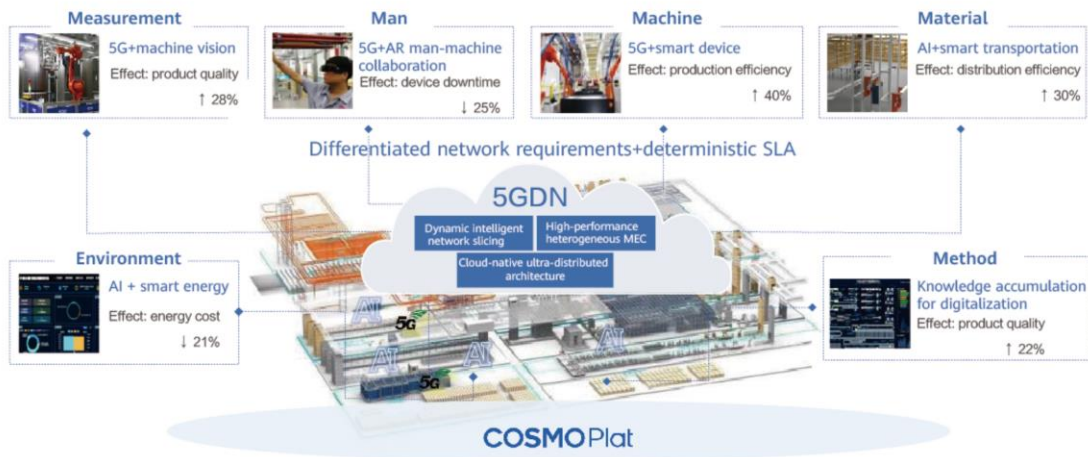 Measurement
5G+machine vision
Effect: product quality
↑ 28%
Man
5G+AR man-machine
collaboration
Effect: device downtime
↓ 25%
Machine
5G+smart device
Effect: production efficiency
↑ 40%
Material
AI+smart transportation
Effect: distribution efficiency
↑ 30%
Differentiated network requirements+deterministic SLA
5GDN
Dynamic intelligent
network slicing
High-performance
heterogeneous MEC
Cloud-native ultra-distributed
architecture
Environment
AI + smart energy
Effect: energy cost
↓ 21%
Method
Knowledge accumulation
for digitalization
Effect: product quality
↑ 22%
AI
5G
AI
AI
AI
5G
COSMOPlat